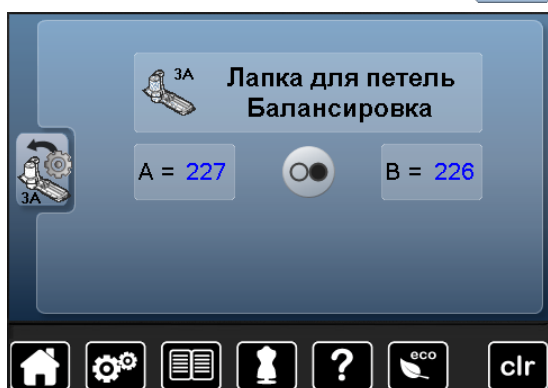 3A
Лапка для петель
Балансировка
A = 227
B = 226
3A
?
eco
clr